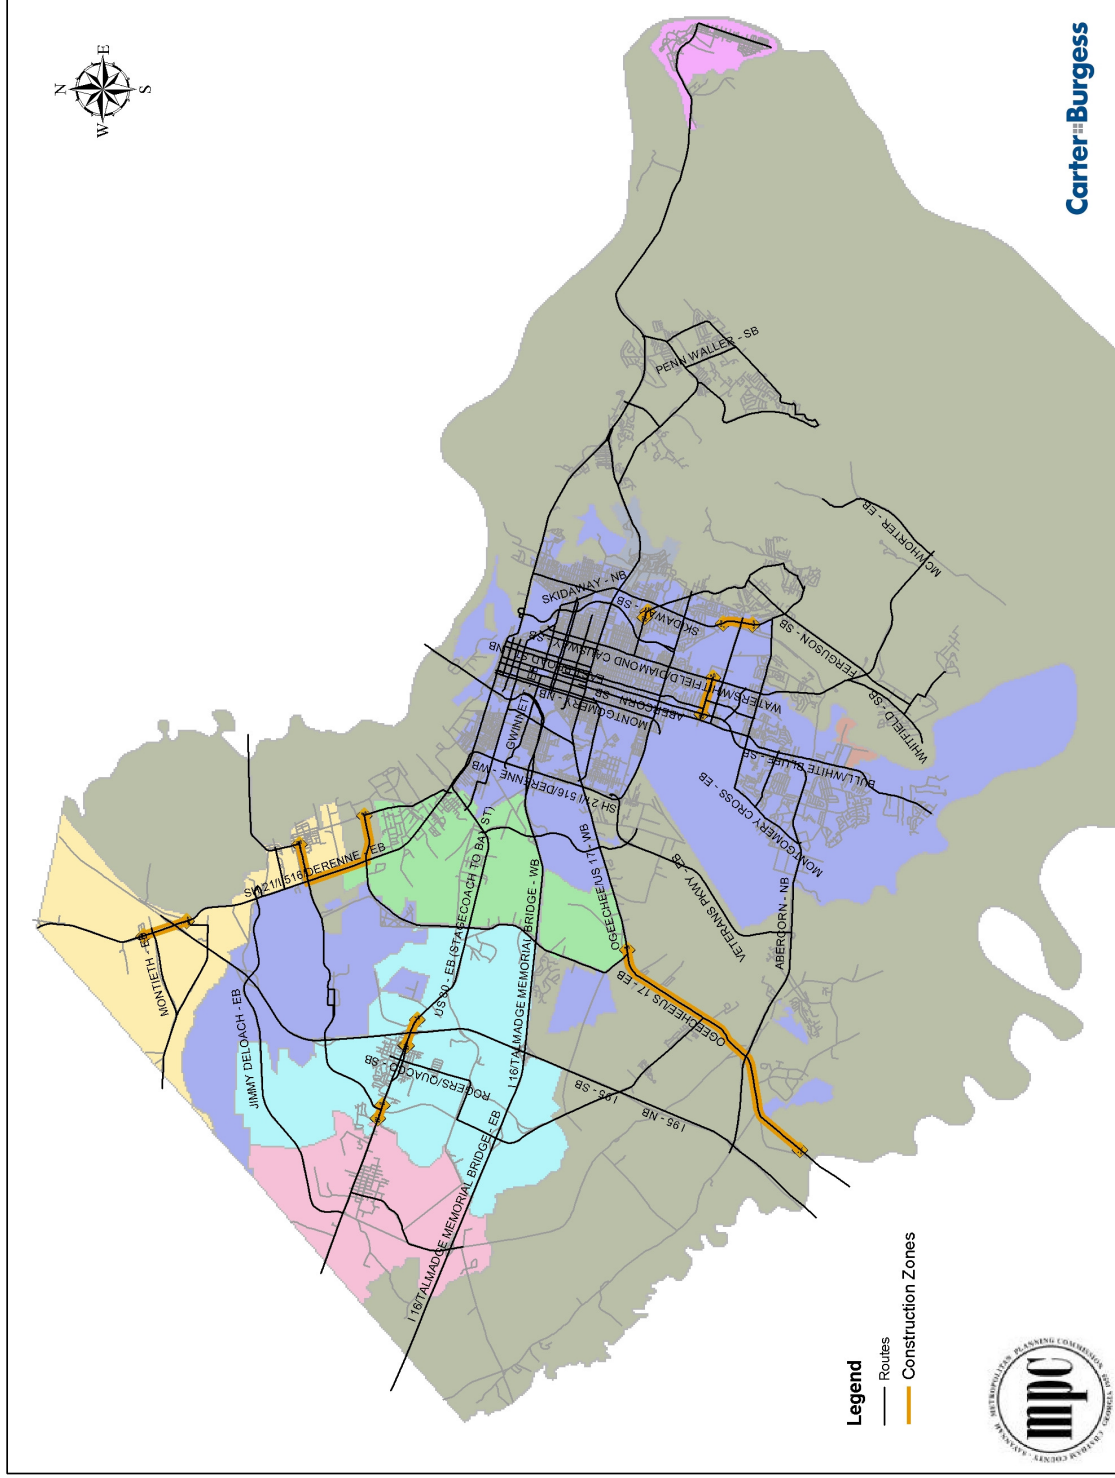 N
E
W
S
MONTIETH - EB
SH 21/I 516/DERENNE - EB
JIMMY DELOACH - EB
US 80 - EB (STAGECOACH TO BAY ST)
ROGERS/QUACCO - SB
I 16/TALMADGE MEMORIAL BRIDGE - WB
I 16/TALMADGE MEMORIAL BRIDGE - EB
I 95 - SB
I 95 - NB
OGEECHEE/US 17 - WB
OGEECHEE/US 17 - EB
VETERANS PKWY - EB
ABERCORN - NB
MONTGOMERY CROSS - EB
SH 21/I 516/DERENNE - WB
MONTGOMERY - NB
ABERCORN - SB
SKIDAWAY - NB
SKIDAWAY - SB
PENN WALLER - SB
MCWHORTER - EB
FERGUSON - SB
WHITFIELD - SB
BULL/WHITE BLUFF - SB
Legend
Routes
Construction Zones
mpc
CHATHAM COUNTY - SAVANNAH METROPOLITAN PLANNING COMMISSION
Carter Burgess